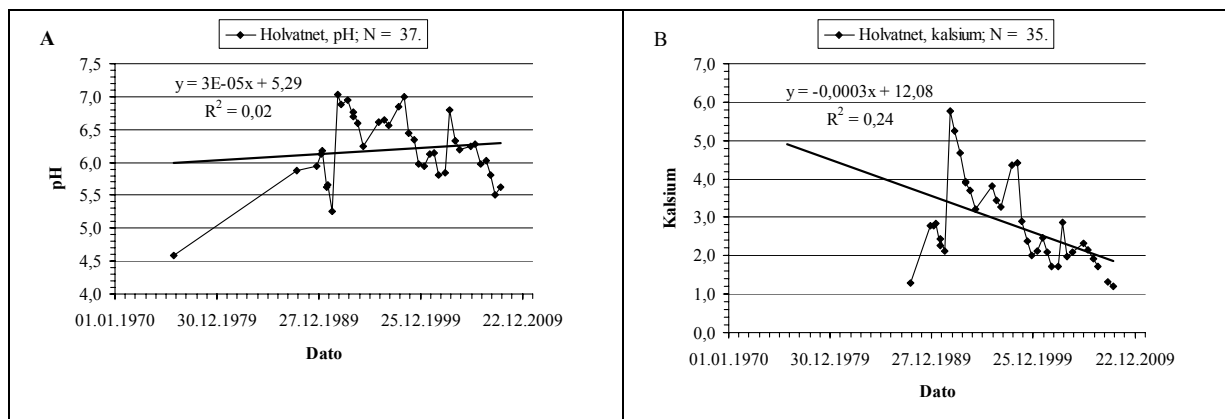 A
Holvatnet, pH; N = 37.
7,5
7,0
6,5
6,0
5,5
5,0
4,5
4,0
pH
y = 3E-05x + 5,29
R² = 0,02
01.01.1970 30.12.1979 27.12.1989 25.12.1999 22.12.2009
Dato
B
Holvatnet, kalsium; N = 35.
7,0
6,0
5,0
4,0
3,0
2,0
1,0
0,0
Kalsium
y = -0,0003x + 12,08
R² = 0,24
01.01.1970 30.12.1979 27.12.1989 25.12.1999 22.12.2009
Dato